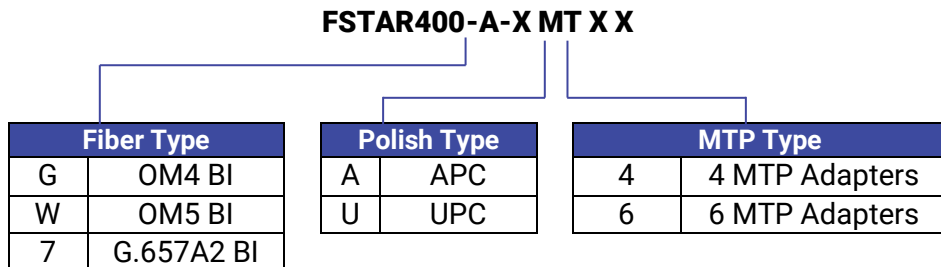 FSTAR400-A-X MT X X
Fiber Type
G OM4 BI
W OM5 BI
7 G.657A2 BI
Polish Type
A APC
U UPC
MTP Type
4 4 MTP Adapters
6 6 MTP Adapters